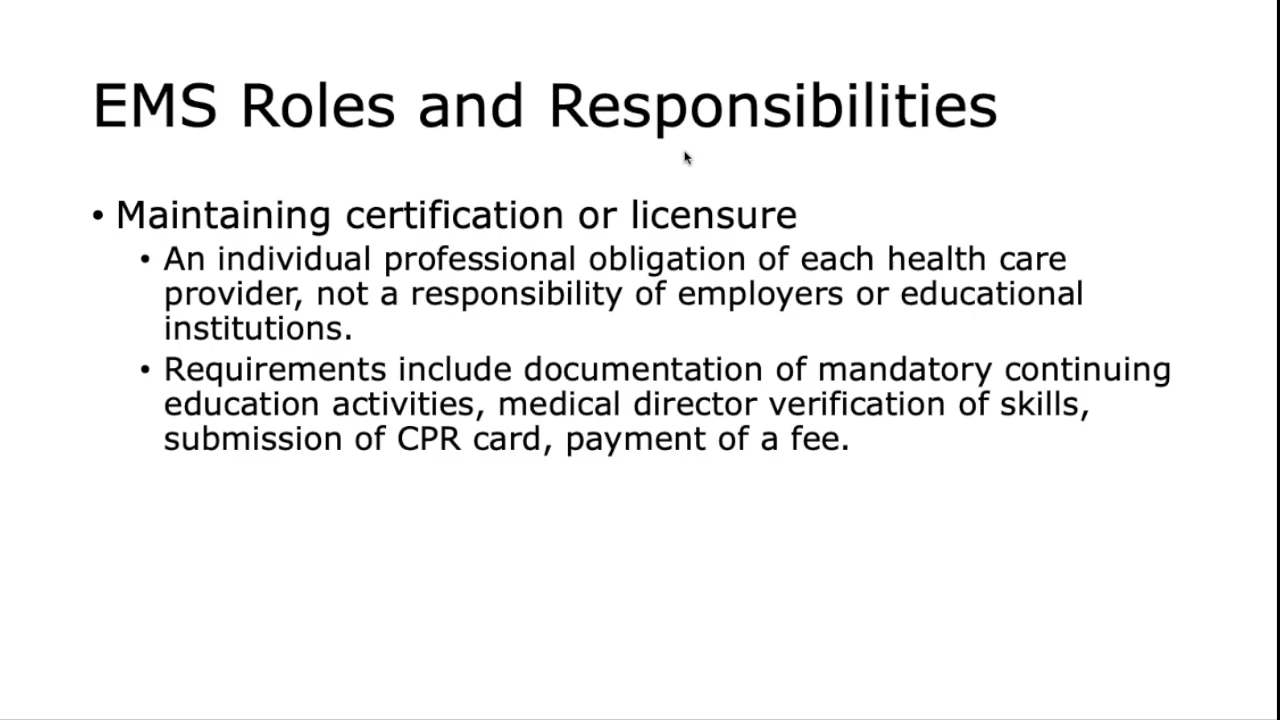 EMS Roles and Responsibilities
• Maintaining certification or licensure
• An individual professional obligation of each health care
provider, not a responsibility of employers or educational
institutions.
• Requirements include documentation of mandatory continuing
education activities, medical director verification of skills,
submission of CPR card, payment of a fee.